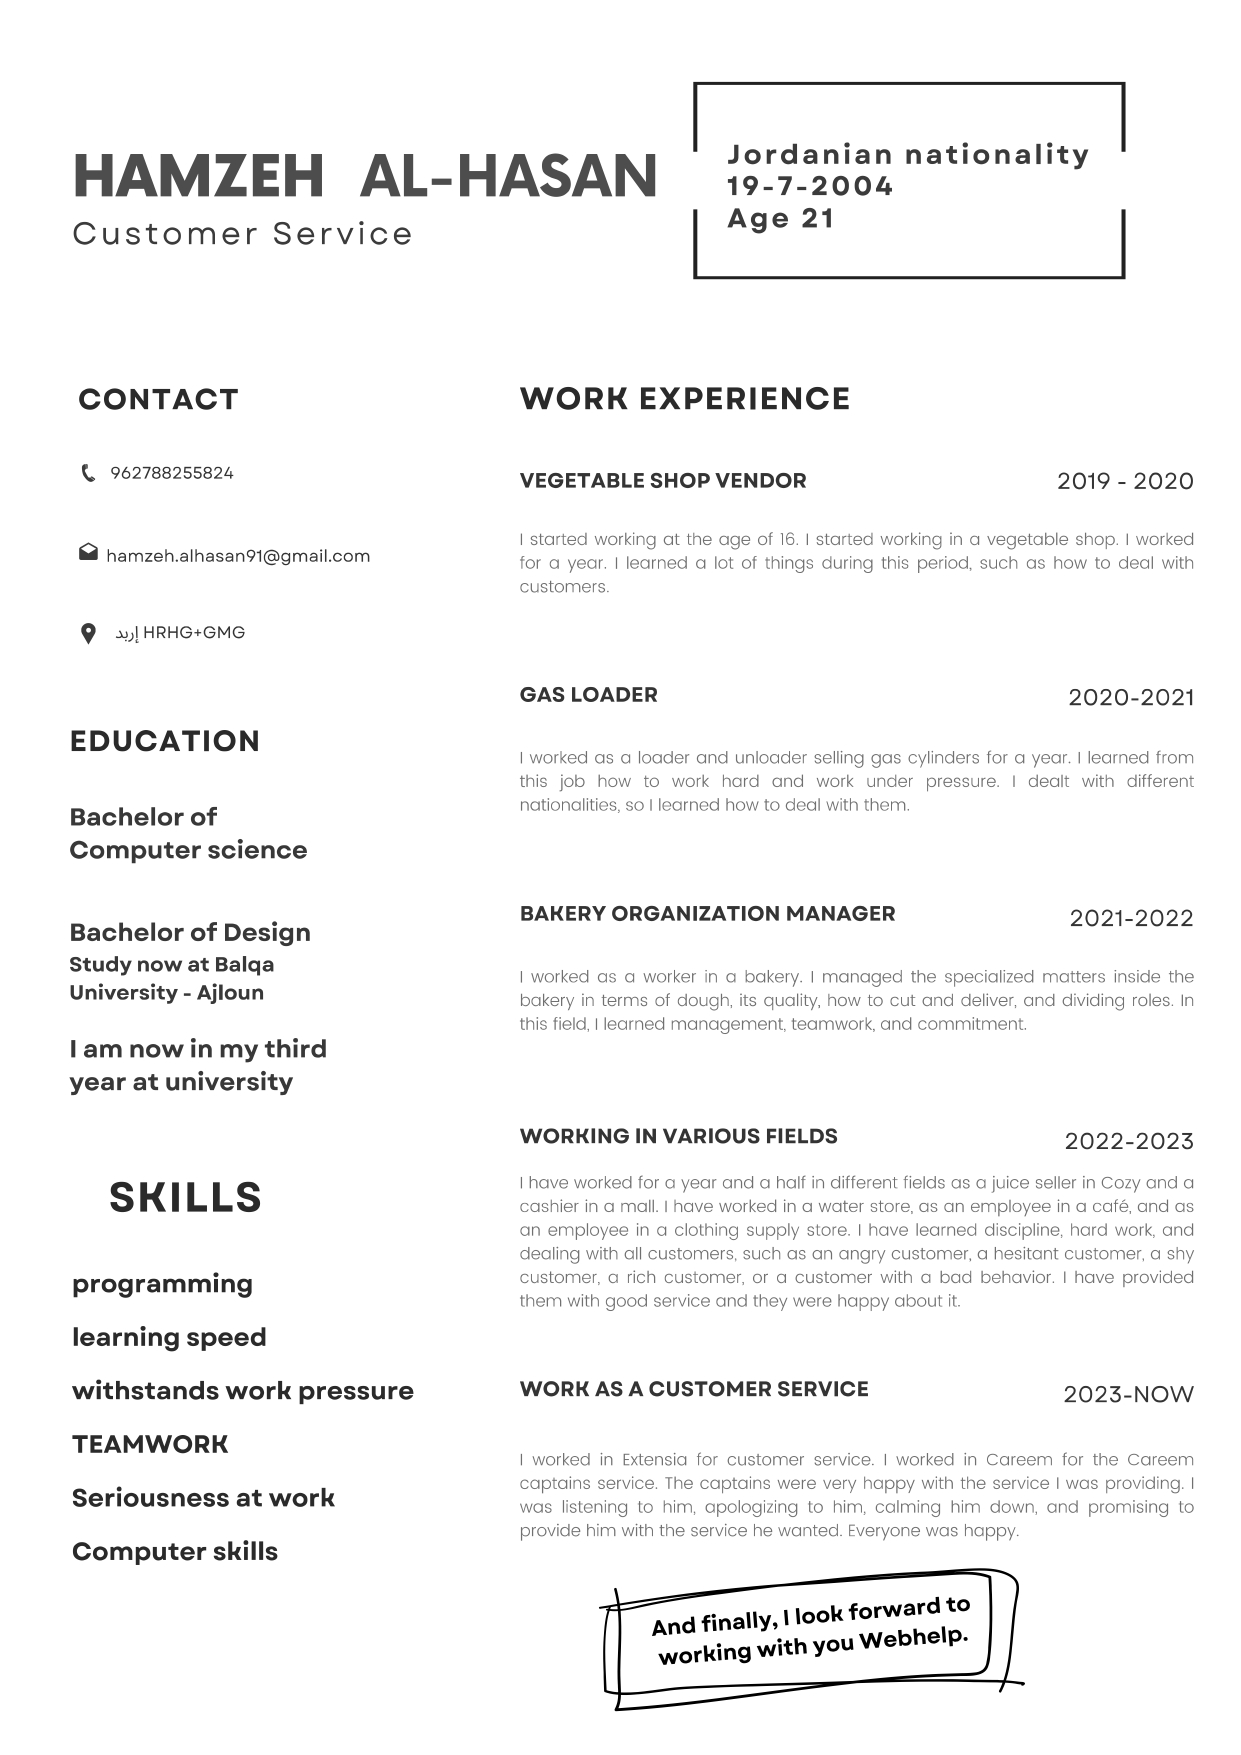 HAMZEH AL-HASAN
Customer Service
Jordanian nationality
19-7-2004
Age 21
CONTACT
962788255824
hamzeh.alhasan91@gmail.com
إربد HRHG+GMG
EDUCATION
Bachelor of
Computer science
Bachelor of Design
Study now at Balqa
University - Ajloun
I am now in my third
year at university
SKILLS
programming
learning speed
withstands work pressure
TEAMWORK
Seriousness at work
Computer skills
WORK EXPERIENCE
VEGETABLE SHOP VENDOR 2019 - 2020
I started working at the age of 16. I started working in a vegetable shop. I worked
for a year. I learned a lot of things during this period, such as how to deal with
customers.
GAS LOADER 2020-2021
I worked as a loader and unloader selling gas cylinders for a year. I learned from
this job how to work hard and work under pressure. I dealt with different
nationalities, so I learned how to deal with them.
BAKERY ORGANIZATION MANAGER 2021-2022
I worked as a worker in a bakery. I managed the specialized matters inside the
bakery in terms of dough, its quality, how to cut and deliver, and dividing roles. In
this field, I learned management, teamwork, and commitment.
WORKING IN VARIOUS FIELDS 2022-2023
I have worked for a year and a half in different fields as a juice seller in Cozy and a
cashier in a mall. I have worked in a water store, as an employee in a café, and as
an employee in a clothing supply store. I have learned discipline, hard work, and
dealing with all customers, such as an angry customer, a hesitant customer, a shy
customer, a rich customer, or a customer with a bad behavior. I have provided
them with good service and they were happy about it.
WORK AS A CUSTOMER SERVICE 2023-NOW
I worked in Extensia for customer service. I worked in Careem for the Careem
captains service. The captains were very happy with the service I was providing. I
was listening to him, apologizing to him, calming him down, and promising to
provide him with the service he wanted. Everyone was happy.
And finally, I look forward to
working with you Webhelp.